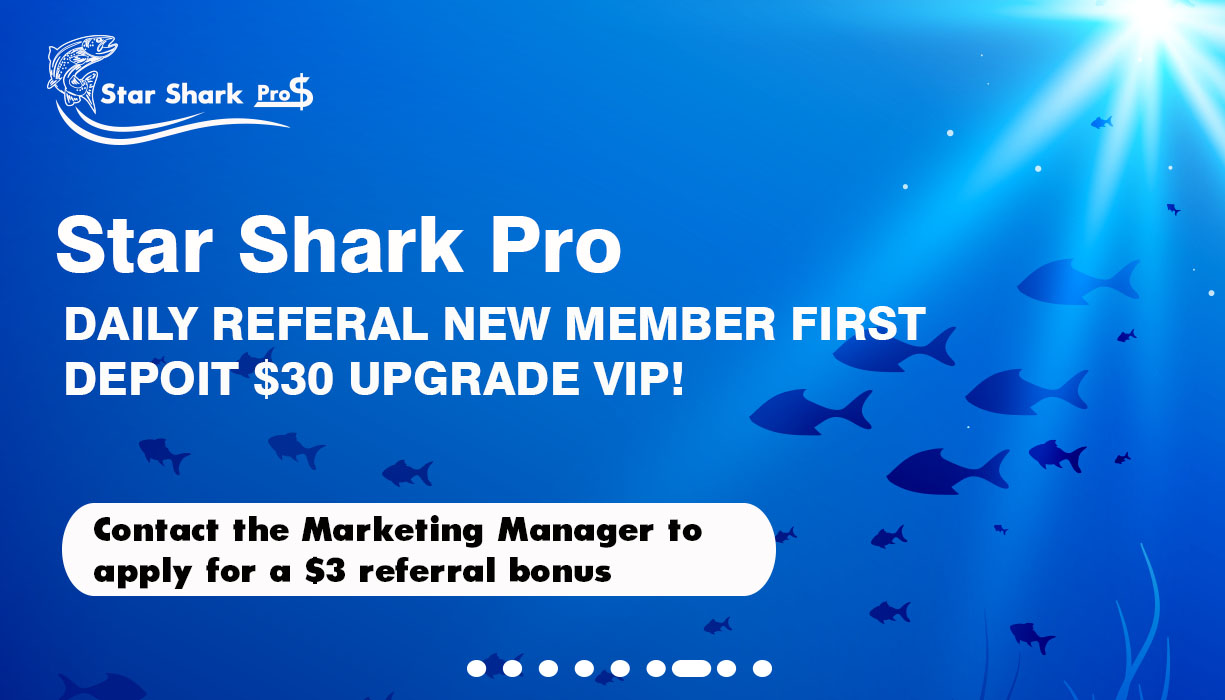 Star Shark Pro$
Star Shark Pro
DAILY REFERAL NEW MEMBER FIRST
DEPOIT $30 UPGRADE VIP!
Contact the Marketing Manager to
apply for a $3 referral bonus